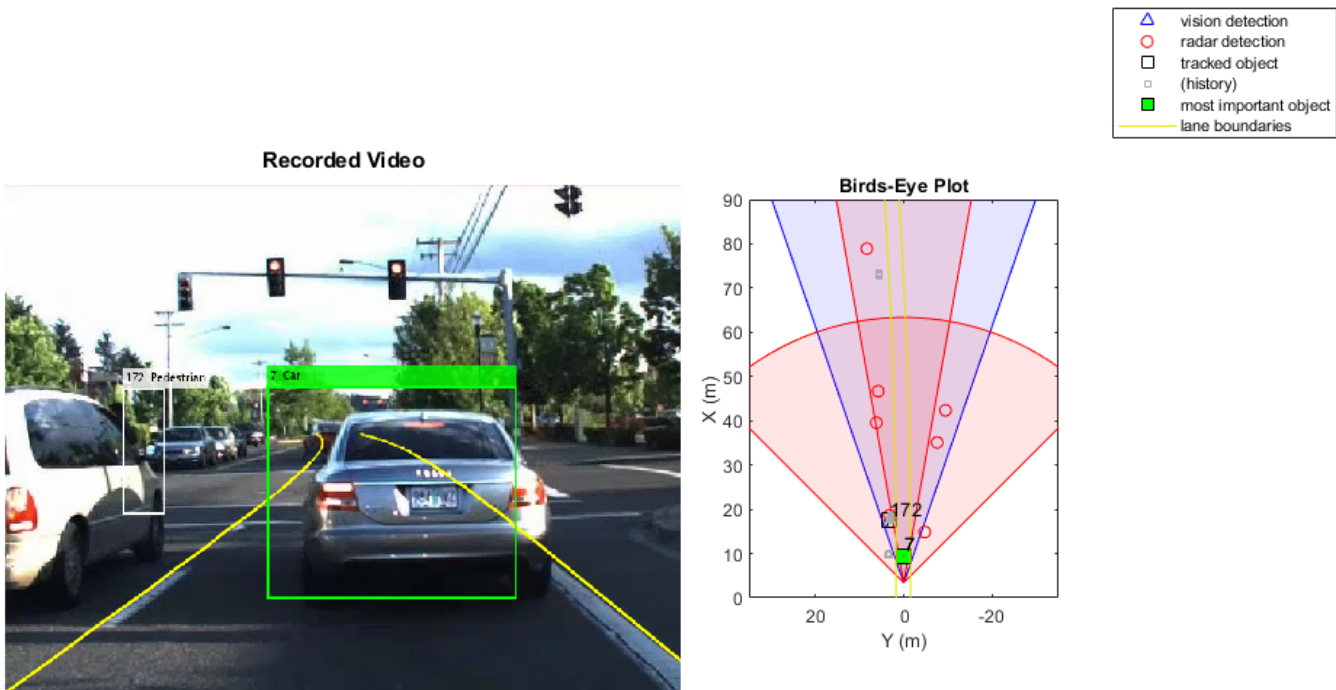 vision detection
radar detection
tracked object
(history)
most important object
lane boundaries
Recorded Video
172 Pedestrian
7 Car
Birds-Eye Plot
90
80
70
60
50
40
30
20
10
0
X (m)
172
7
20
0
-20
Y (m)